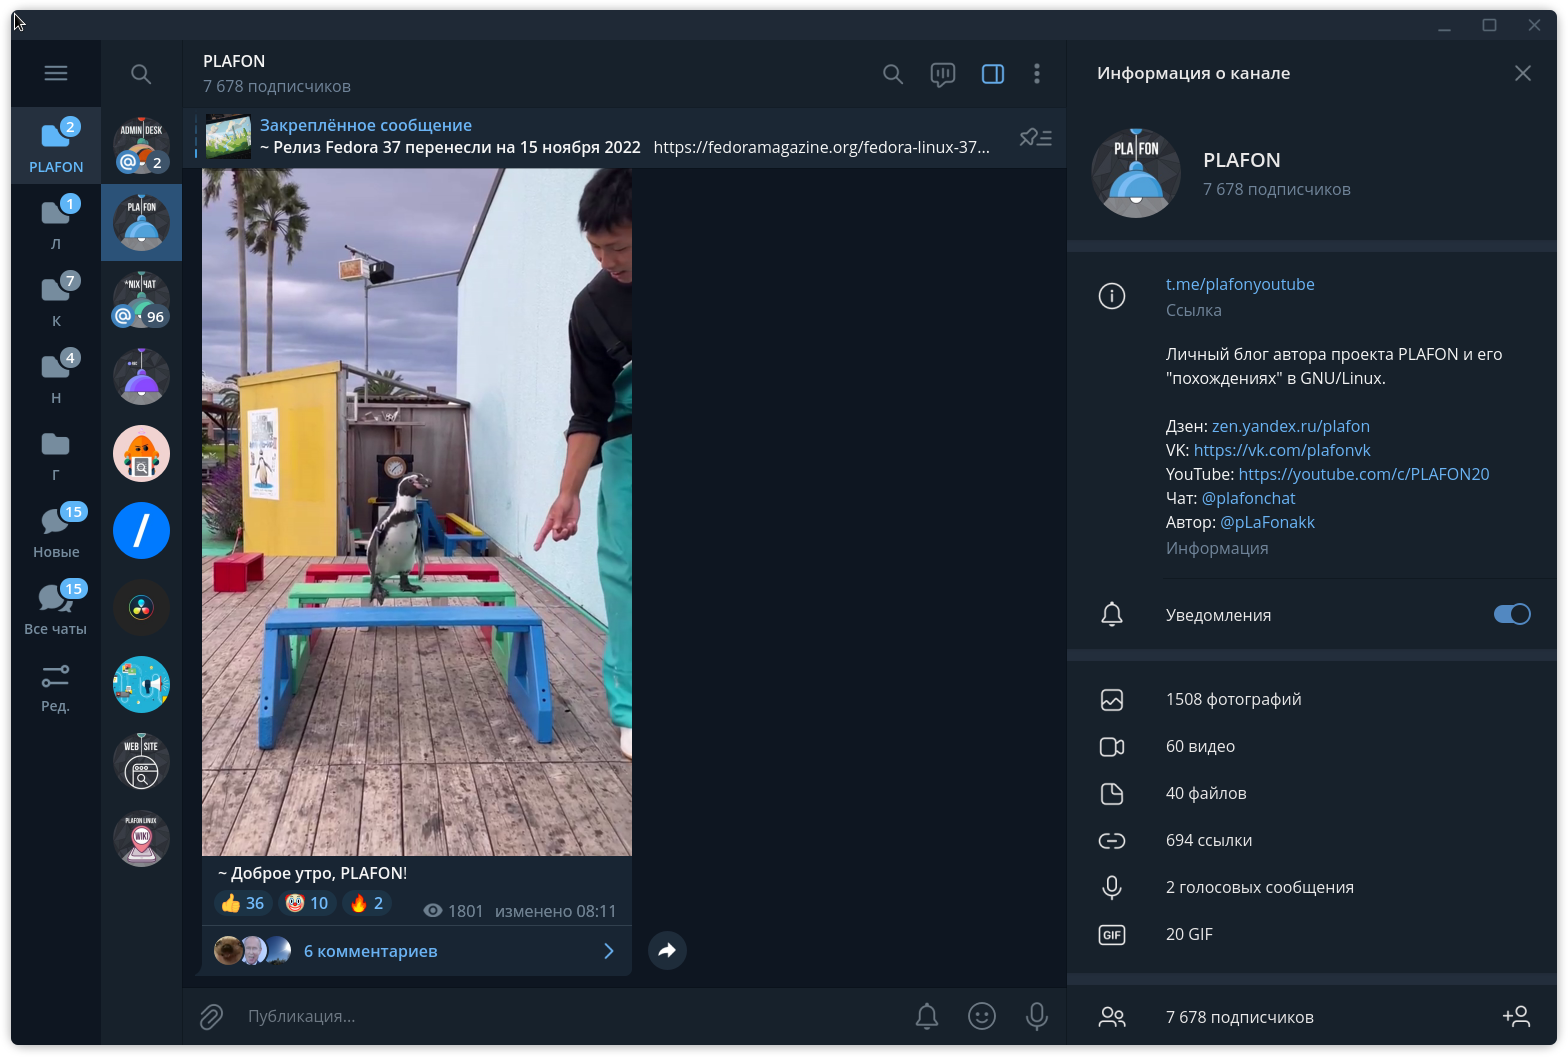 PLAFON
7 678 подписчиков
Информация о канале
2
PLAFON
1
Л
7
К
4
Н
Г
15
Новые
15
Все чаты
Ред.
ADMIN DESK
@ 2
PLA FON
*NIX ЧАТ
@ 96
WEB SITE
PLAFON LINUX
WIKI
Закреплённое сообщение
~ Релиз Fedora 37 перенесли на 15 ноября 2022 https://fedoramagazine.org/fedora-linux-37...
~ Доброе утро, PLAFON!
36 10 2
1801 изменено 08:11
6 комментариев
Публикация...
PLA FON
PLAFON
7 678 подписчиков
t.me/plafonyoutube
Ссылка
Личный блог автора проекта PLAFON и его
"похождениях" в GNU/Linux.
Дзен: zen.yandex.ru/plafon
VK: https://vk.com/plafonvk
YouTube: https://youtube.com/c/PLAFON20
Чат: @plafonchat
Автор: @pLaFonakk
Информация
Уведомления
1508 фотографий
60 видео
40 файлов
694 ссылки
2 голосовых сообщения
GIF
20 GIF
7 678 подписчиков